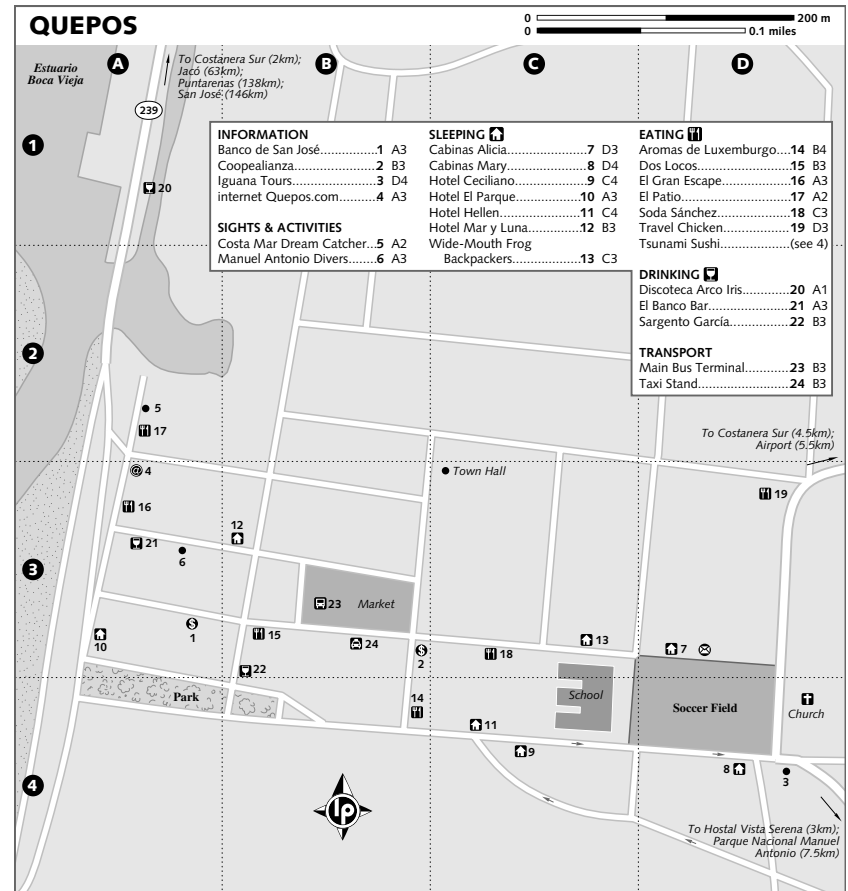 QUEPOS
0 200 m
0 0.1 miles
A
B
C
D
Estuario
Boca Vieja
To Costanera Sur (2km);
Jacó (63km);
Puntarenas (138km);
San José (146km)
239
1
20
INFORMATION
Banco de San José...............1 A3
Coopealianza......................2 B3
Iguana Tours.......................3 D4
internet Quepos.com..........4 A3
SIGHTS & ACTIVITIES
Costa Mar Dream Catcher...5 A2
Manuel Antonio Divers.......6 A3
SLEEPING
Cabinas Alicia......................7 D3
Cabinas Mary......................8 D4
Hotel Ceciliano...................9 C4
Hotel El Parque................10 A3
Hotel Hellen.....................11 C4
Hotel Mar y Luna.............12 B3
Wide-Mouth Frog
Backpackers...................13 C3
EATING
Aromas de Luxemburgo....14 B4
Dos Locos........................15 B3
El Gran Escape.................16 A3
El Patio............................17 A2
Soda Sánchez...................18 C3
Travel Chicken.................19 D3
Tsunami Sushi.................(see 4)
DRINKING
Discoteca Arco Iris............20 A1
El Banco Bar.....................21 A3
Sargento García................22 B3
TRANSPORT
Main Bus Terminal............23 B3
Taxi Stand........................24 B3
2
5
17
To Costanera Sur (4.5km);
Airport (5.5km)
@ 4
Town Hall
19
16
12
21
6
3
23 Market
10
$
1
15
24
$
2
18
13
7
22
Park
14
School
Soccer Field
Church
11
9
8
3
4
lp
To Hostal Vista Serena (3km);
Parque Nacional Manuel
Antonio (7.5km)